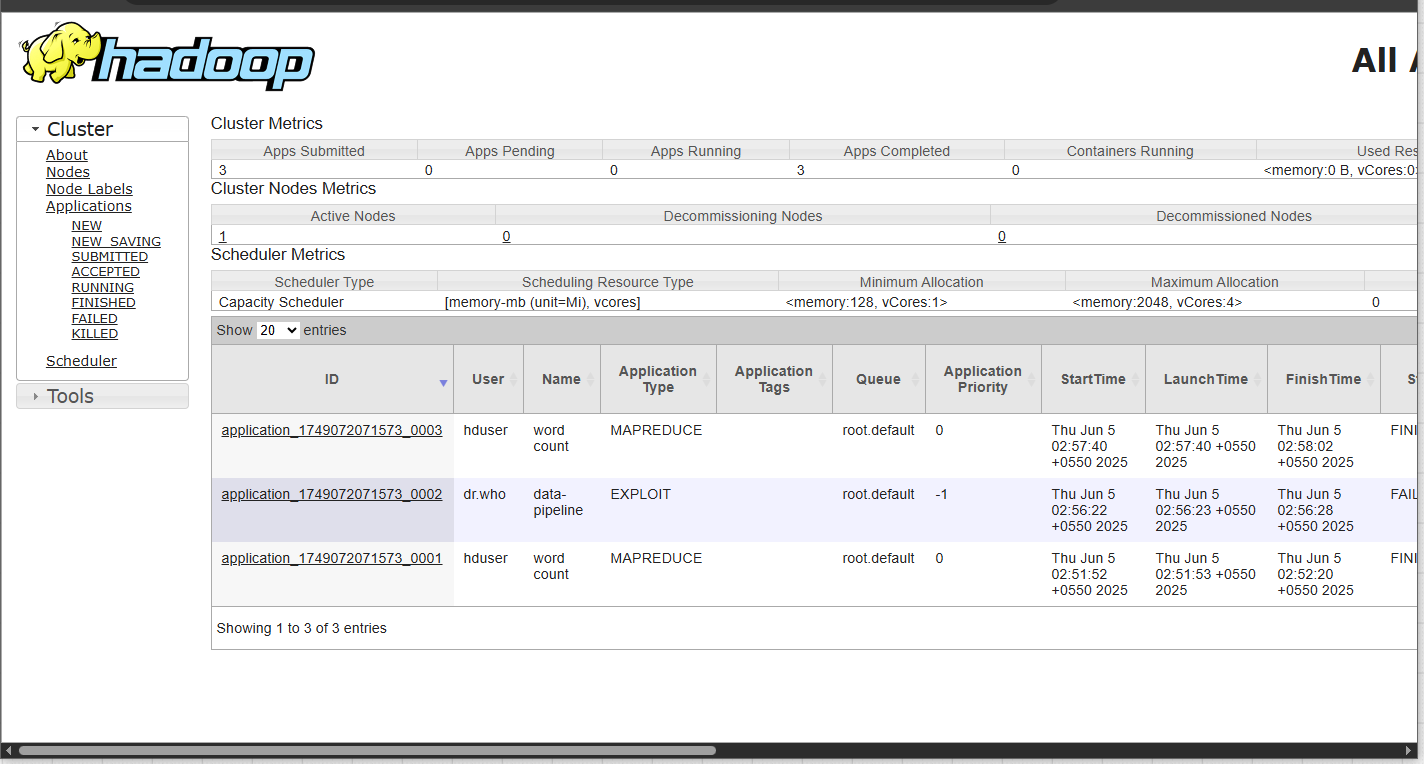 hadoop
All A
Cluster
About
Nodes
Node Labels
Applications
NEW
NEW_SAVING
SUBMITTED
ACCEPTED
RUNNING
FINISHED
FAILED
KILLED
Scheduler
Tools
Cluster Metrics
Apps Submitted Apps Pending Apps Running Apps Completed Containers Running Used Res
3 0 0 3 0 <memory:0 B, vCores:0>
Cluster Nodes Metrics
Active Nodes Decommissioning Nodes Decommissioned Nodes
1 0 0
Scheduler Metrics
Scheduler Type Scheduling Resource Type Minimum Allocation Maximum Allocation
Capacity Scheduler [memory-mb (unit=Mi), vcores] <memory:128, vCores:1> <memory:2048, vCores:4> 0
Show 20 entries
ID User Name Application Type Application Tags Queue Application Priority StartTime LaunchTime FinishTime S
application_1749072071573_0003 hduser word count MAPREDUCE root.default 0 Thu Jun 5 02:57:40 +0550 2025 Thu Jun 5 02:57:40 +0550 2025 Thu Jun 5 02:58:02 +0550 2025 FINI
application_1749072071573_0002 dr.who data-pipeline EXPLOIT root.default -1 Thu Jun 5 02:56:22 +0550 2025 Thu Jun 5 02:56:23 +0550 2025 Thu Jun 5 02:56:28 +0550 2025 FAIL
application_1749072071573_0001 hduser word count MAPREDUCE root.default 0 Thu Jun 5 02:51:52 +0550 2025 Thu Jun 5 02:51:53 +0550 2025 Thu Jun 5 02:52:20 +0550 2025 FINI
Showing 1 to 3 of 3 entries